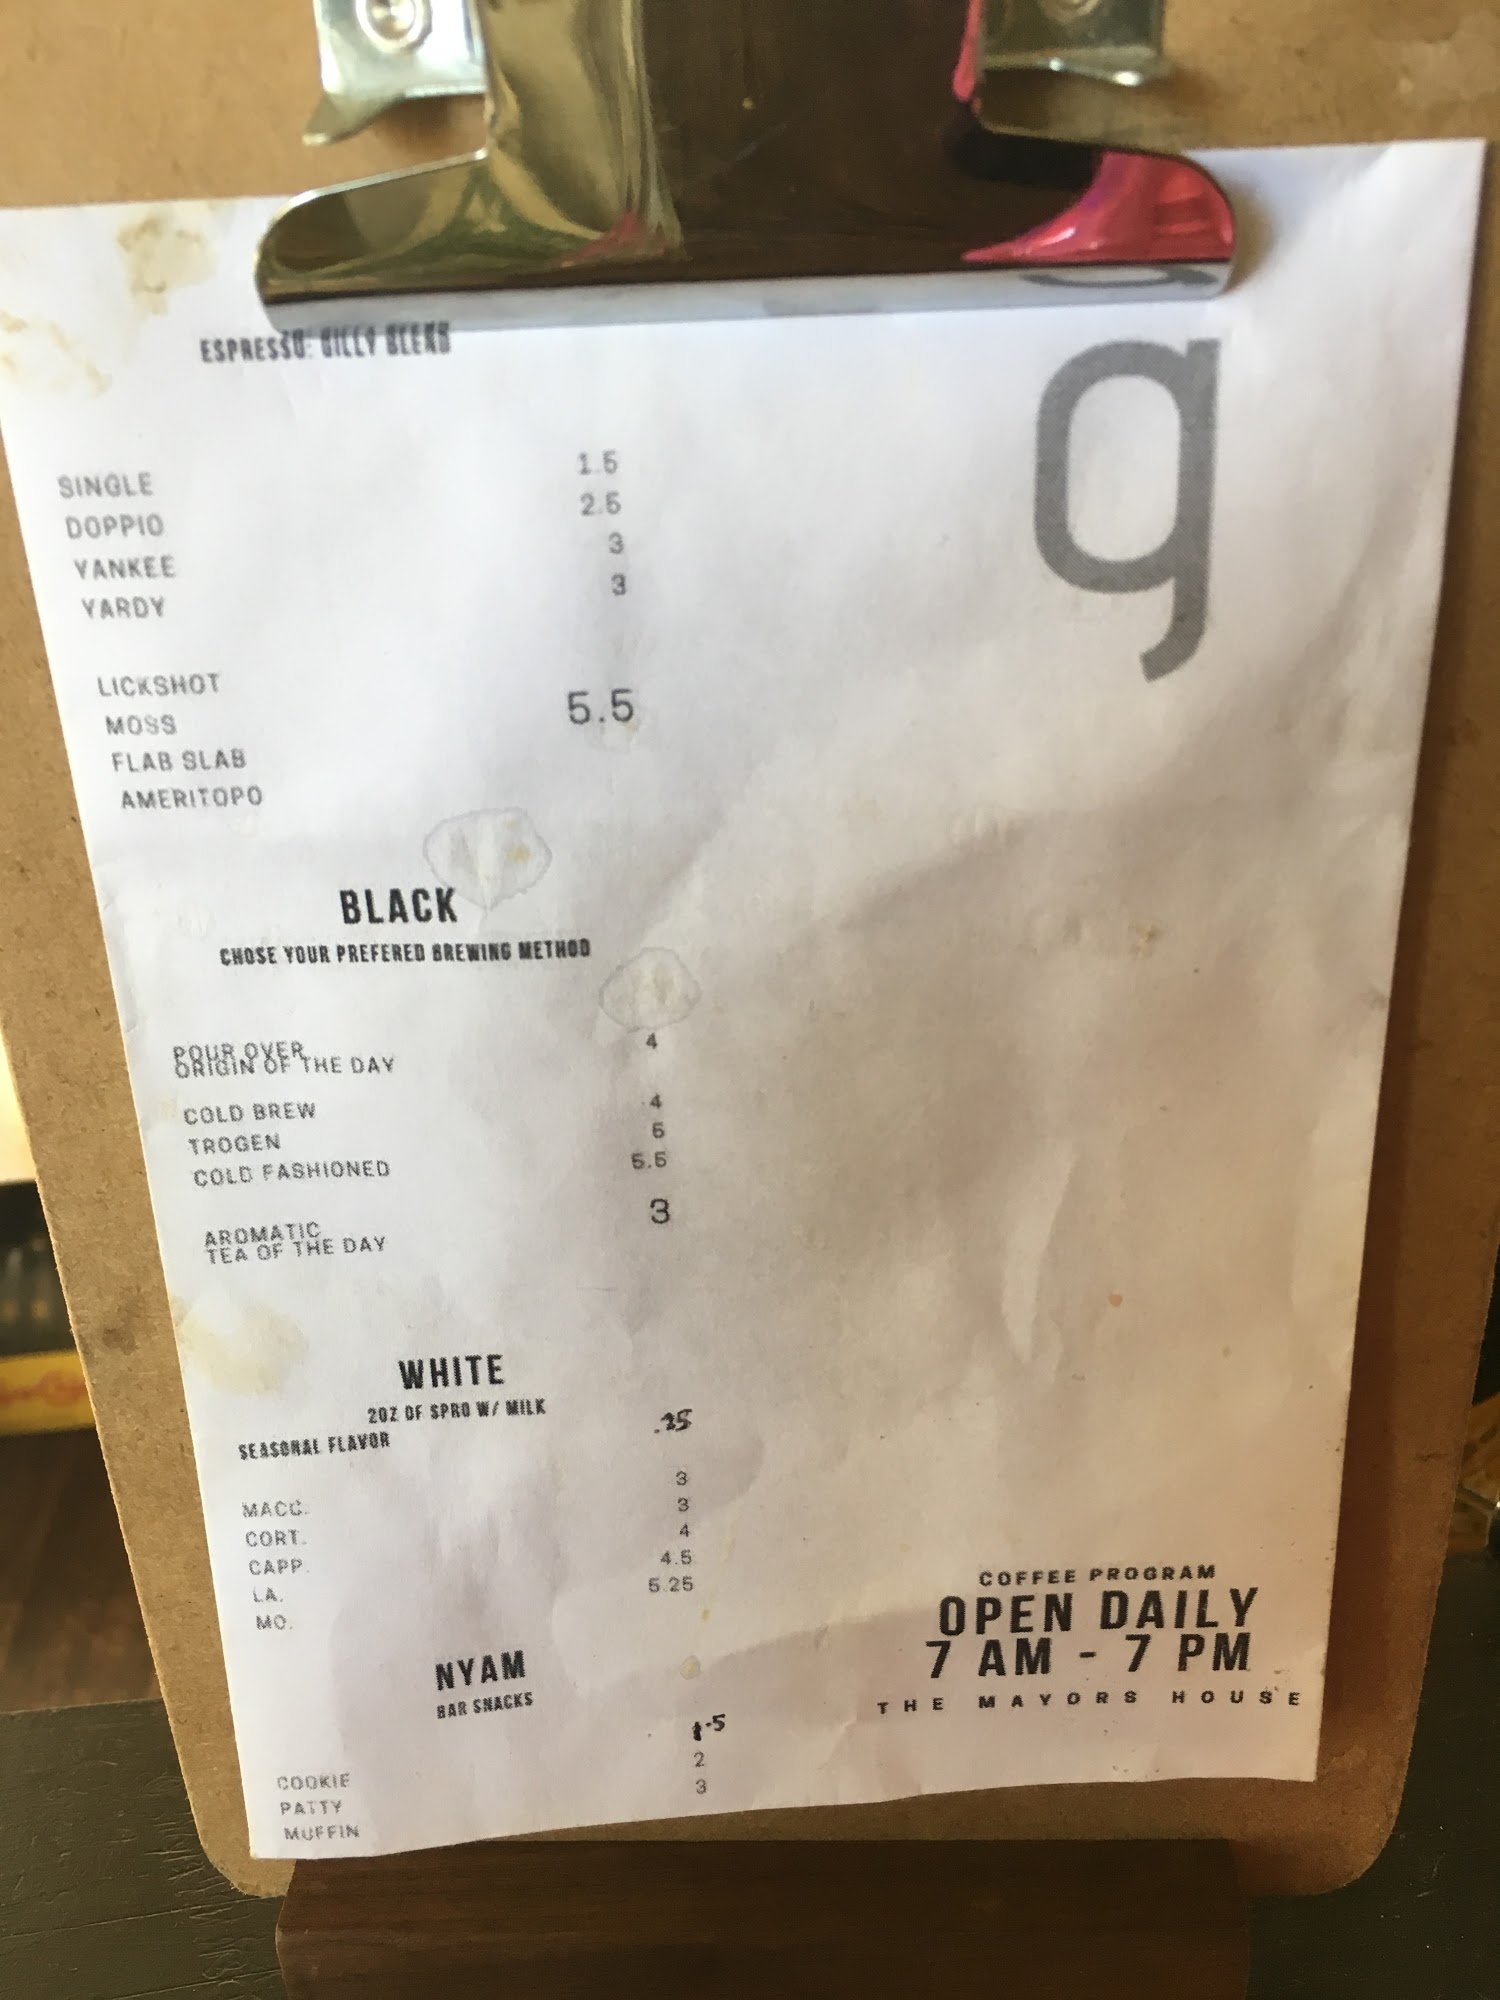 ESPRESSO: GILLY BLEND
g
SINGLE 1.5
DOPPIO 2.5
YANKEE 3
YARDY 3
LICKSHOT
MOSS 5.5
FLAB SLAB
AMERITOPO
BLACK
CHOSE YOUR PREFERED BREWING METHOD
POUR OVER 4
ORIGIN OF THE DAY
COLD BREW 4
TROGEN 5
COLD FASHIONED 5.5
AROMATIC 3
TEA OF THE DAY
WHITE
2OZ OF SPRO W/ MILK
SEASONAL FLAVOR
MACC. 3
CORT. 3
CAPP. 4
LA. 4.5
MO. 5.25
NYAM
BAR SNACKS
COOKIE 1.5
PATTY 2
MUFFIN 3
COFFEE PROGRAM
OPEN DAILY
7 AM - 7 PM
THE MAYORS HOUSE